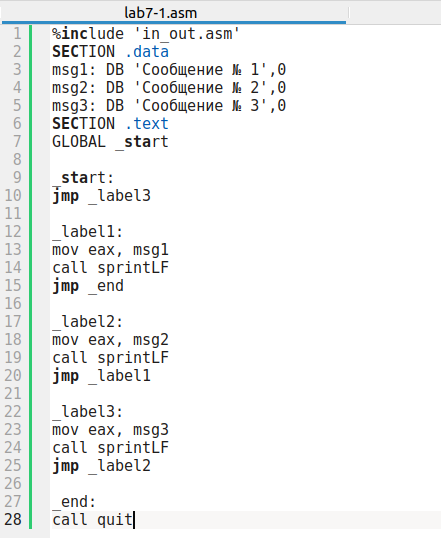 lab7-1.asm
1 %include 'in_out.asm'
2 SECTION .data
3 msg1: DB 'Сообщение № 1',0
4 msg2: DB 'Сообщение № 2',0
5 msg3: DB 'Сообщение № 3',0
6 SECTION .text
7 GLOBAL _start
8
9 _start:
10 jmp _label3
11
12 _label1:
13 mov eax, msg1
14 call sprintLF
15 jmp _end
16
17 _label2:
18 mov eax, msg2
19 call sprintLF
20 jmp _label1
21
22 _label3:
23 mov eax, msg3
24 call sprintLF
25 jmp _label2
26
27 _end:
28 call quit